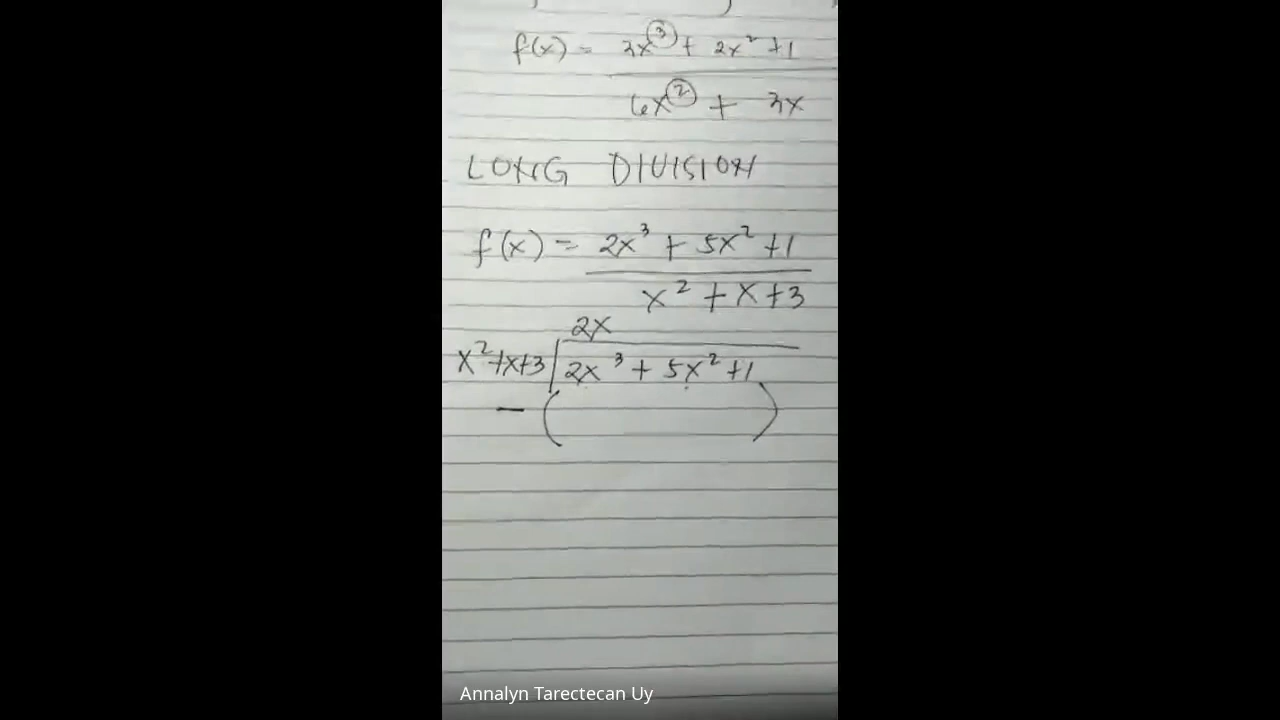 f(x) = 3x³ + 2x² + 1
6x² + 3x
LONG DIVISION
f(x) = 2x³ + 5x² + 1
x² + x + 3
2x
x² + x + 3 | 2x³ + 5x² + 1
− ( )
Annalyn Tarectecan Uy